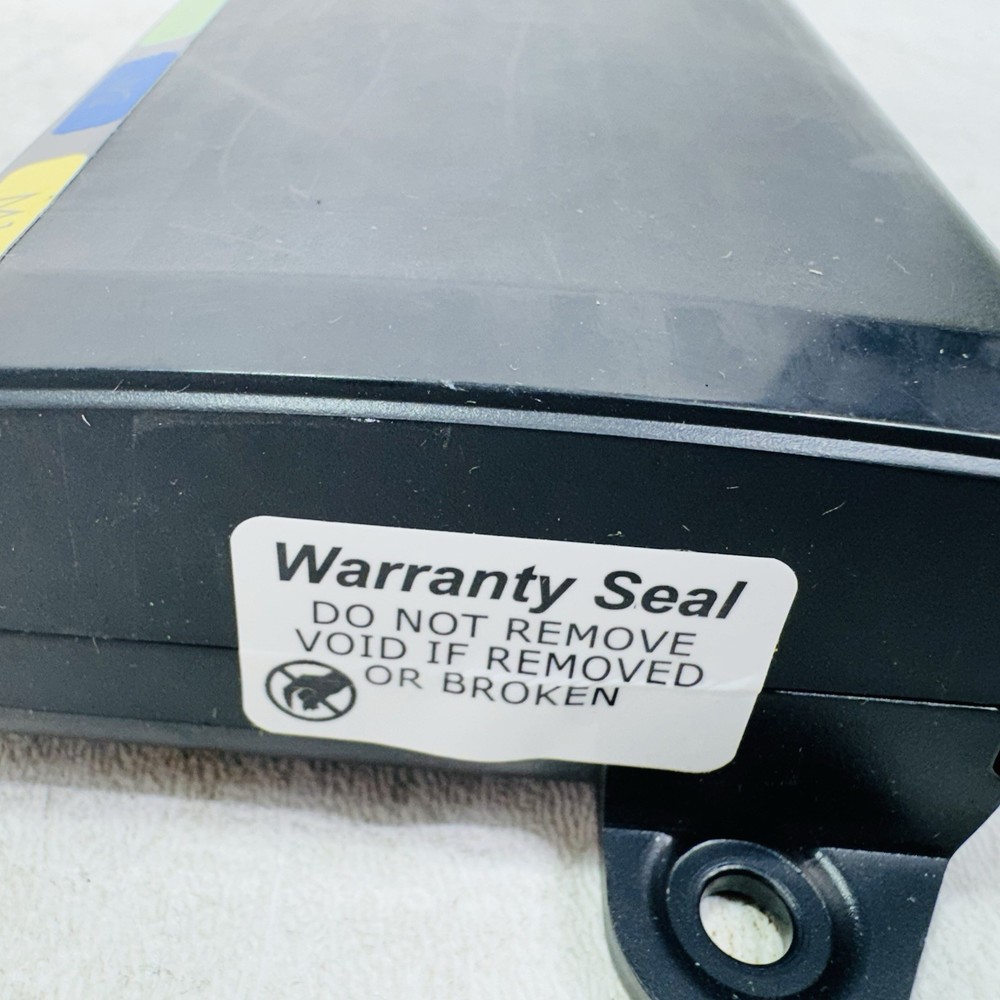 Warranty Seal
DO NOT REMOVE
VOID IF REMOVED
OR BROKEN